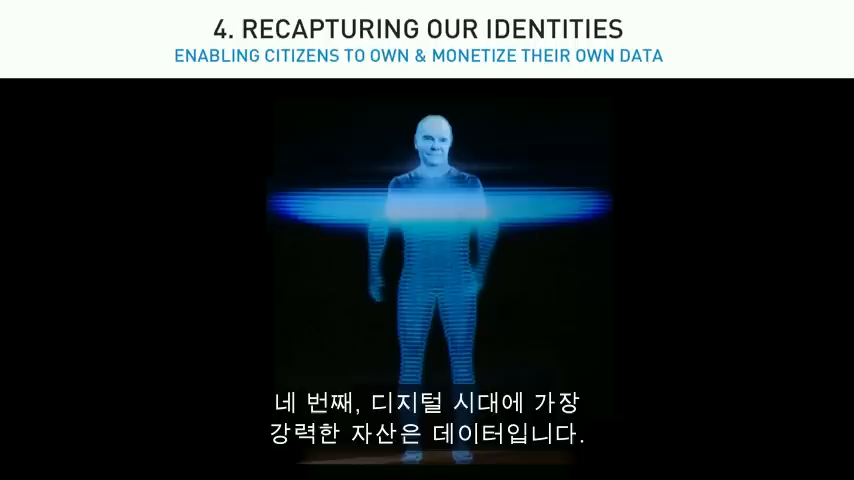 4. RECAPTURING OUR IDENTITIES
ENABLING CITIZENS TO OWN & MONETIZE THEIR OWN DATA
네 번째, 디지털 시대에 가장
강력한 자산은 데이터입니다.